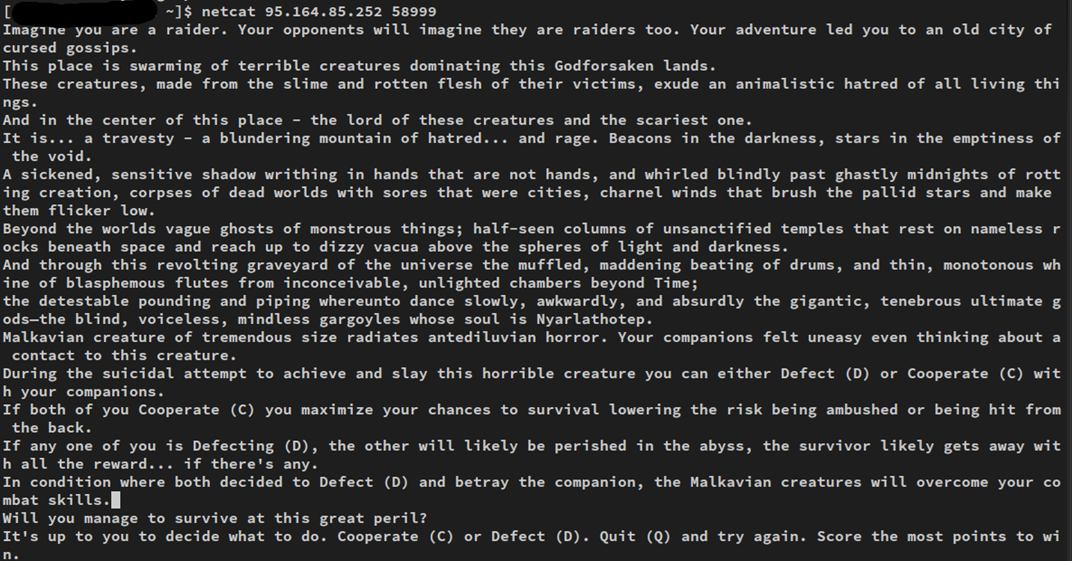 [ ~]$ netcat 95.164.85.252 58999
Imagine you are a raider. Your opponents will imagine they are raiders too. Your adventure led you to an old city of
cursed gossips.
This place is swarming of terrible creatures dominating this Godforsaken lands.
These creatures, made from the slime and rotten flesh of their victims, exude an animalistic hatred of all living thi
ngs.
And in the center of this place – the lord of these creatures and the scariest one.
It is... a travesty – a blundering mountain of hatred... and rage. Beacons in the darkness, stars in the emptiness of
 the void.
A sickened, sensitive shadow writhing in hands that are not hands, and whirled blindly past ghastly midnights of rott
ing creation, corpses of dead worlds with sores that were cities, charnel winds that brush the pallid stars and make
them flicker low.
Beyond the worlds vague ghosts of monstrous things; half-seen columns of unsanctified temples that rest on nameless r
ocks beneath space and reach up to dizzy vacua above the spheres of light and darkness.
And through this revolting graveyard of the universe the muffled, maddening beating of drums, and thin, monotonous wh
ine of blasphemous flutes from inconceivable, unlighted chambers beyond Time;
the detestable pounding and piping whereunto dance slowly, awkwardly, and absurdly the gigantic, tenebrous ultimate g
ods—the blind, voiceless, mindless gargoyles whose soul is Nyarlathotep.
Malkavian creature of tremendous size radiates antediluvian horror. Your companions felt uneasy even thinking about a
 contact to this creature.
During the suicidal attempt to achieve and slay this horrible creature you can either Defect (D) or Cooperate (C) wit
h your companions.
If both of you Cooperate (C) you maximize your chances to survival lowering the risk being ambushed or being hit from
 the back.
If any one of you is Defecting (D), the other will likely be perished in the abyss, the survivor likely gets away wit
h all the reward... if there's any.
In condition where both decided to Defect (D) and betray the companion, the Malkavian creatures will overcome your co
mbat skills.
Will you manage to survive at this great peril?
It's up to you to decide what to do. Cooperate (C) or Defect (D). Quit (Q) and try again. Score the most points to wi
n.